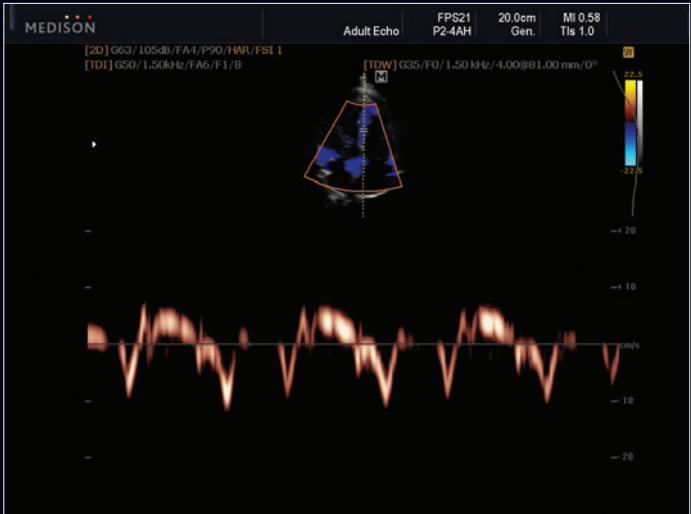 MEDISON
Adult Echo
FPS21
P2-4AH
20.0cm
Gen.
MI 0.58
TIs 1.0
[2D] G63/105dB/FA4/P90/HAR/FSI 1
[TDI] G50/1.50kHz/FA6/F1/8
[TDW] G35/F0/1.50 kHz/4.00@81.00 mm/0°
M
22.5
-22.5
+ 20
+ 10
cm/s
- 10
- 20